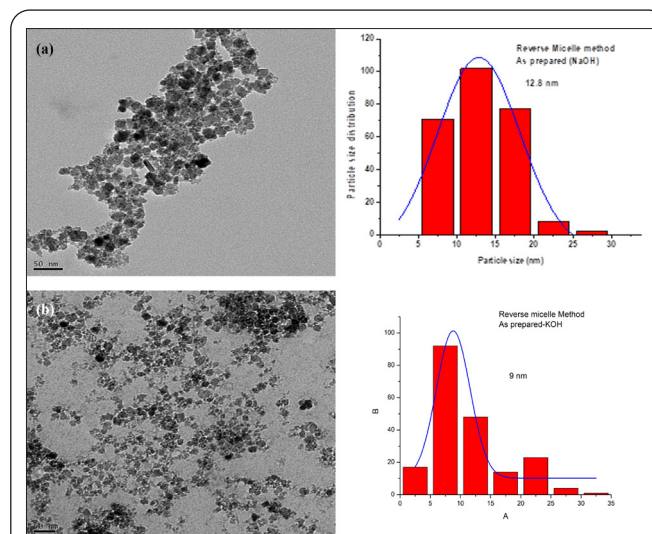 (a)
50 nm
Reverse Micelle method
As prepared (NaOH)
12.8 nm
Particle size distribution
120
100
80
60
40
20
0
0 5 10 15 20 25 30
Particle size (nm)
(b)
nm
Reverse micelle Method
As prepared-KOH
9 nm
B
100
80
60
40
20
0
0 5 10 15 20 25 30 35
A